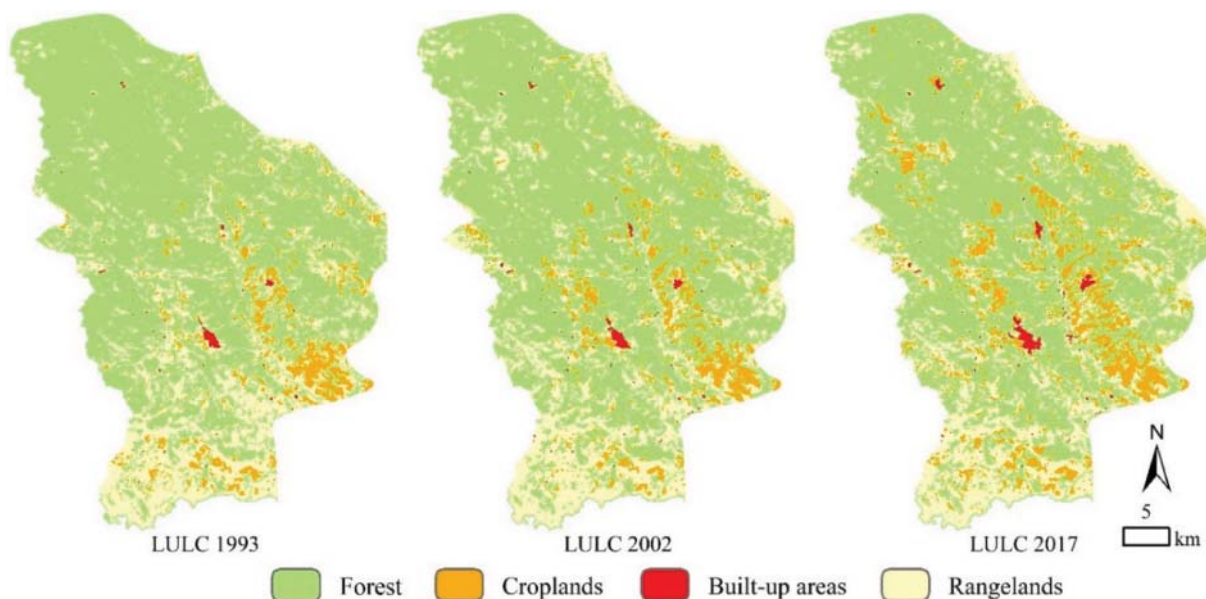 N
5
km
LULC 1993
LULC 2002
LULC 2017
Forest
Croplands
Built-up areas
Rangelands